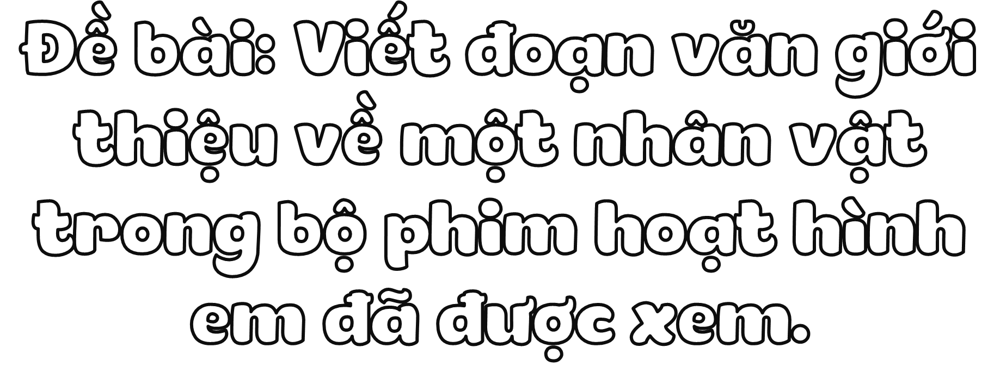 Đề bài: Viết đoạn văn giới
thiệu về một nhân vật
trong bộ phim hoạt hình
em đã được xem.